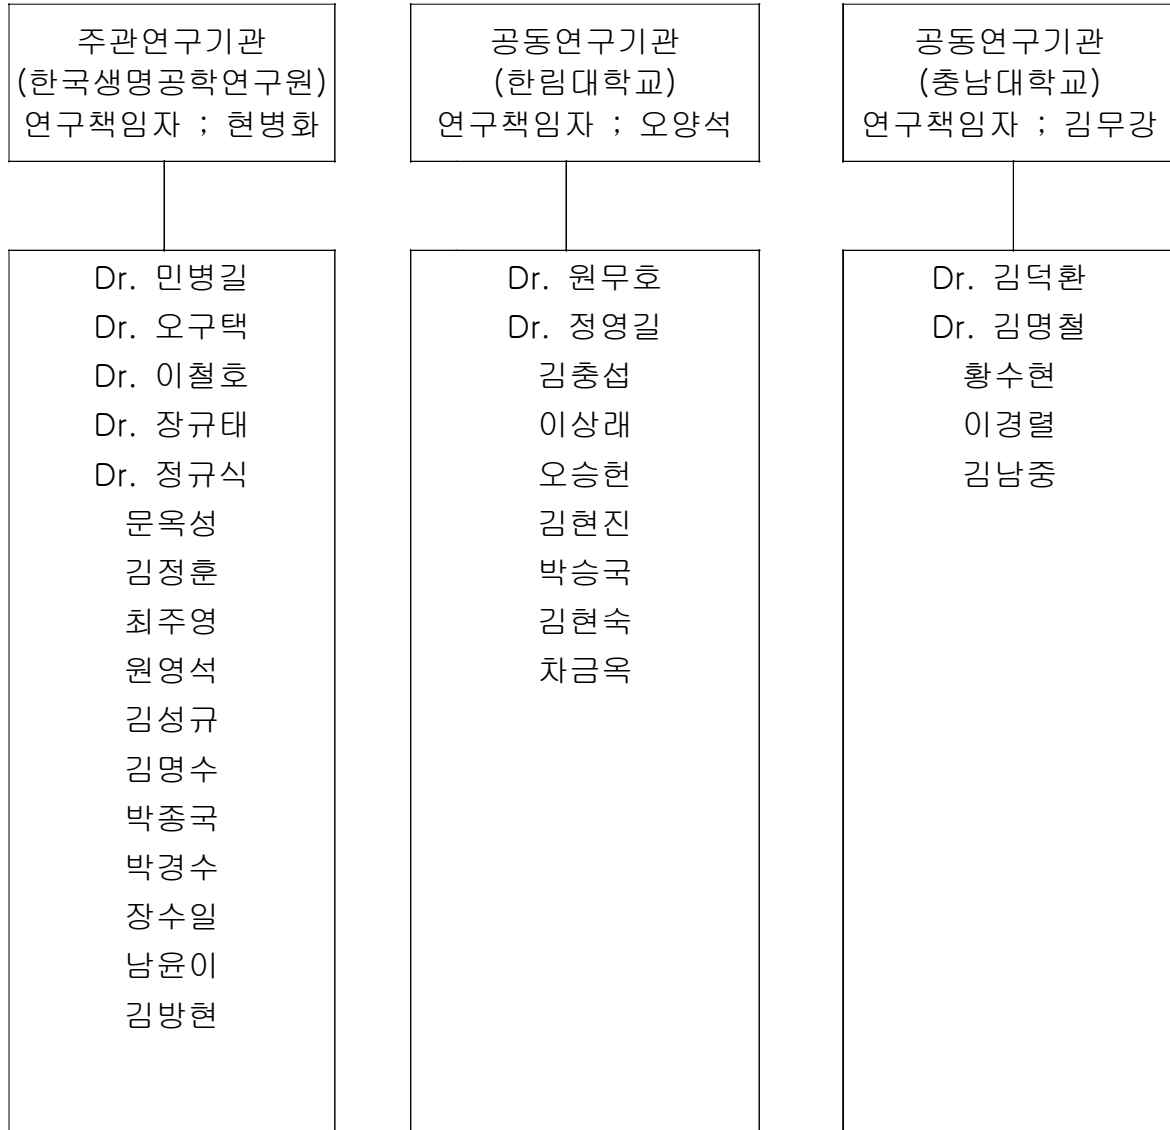 주관연구기관
(한국생명공학연구원)
연구책임자 ; 현병화
공동연구기관
(한림대학교)
연구책임자 ; 오양석
공동연구기관
(충남대학교)
연구책임자 ; 김무강
Dr. 민병길
Dr. 오구택
Dr. 이철호
Dr. 장규태
Dr. 정규식
문옥성
김정훈
최주영
원영석
김성규
김명수
박종국
박경수
장수일
남윤이
김방현
Dr. 원무호
Dr. 정영길
김충섭
이상래
오승헌
김현진
박승국
김현숙
차금옥
Dr. 김덕환
Dr. 김명철
황수현
이경렬
김남중